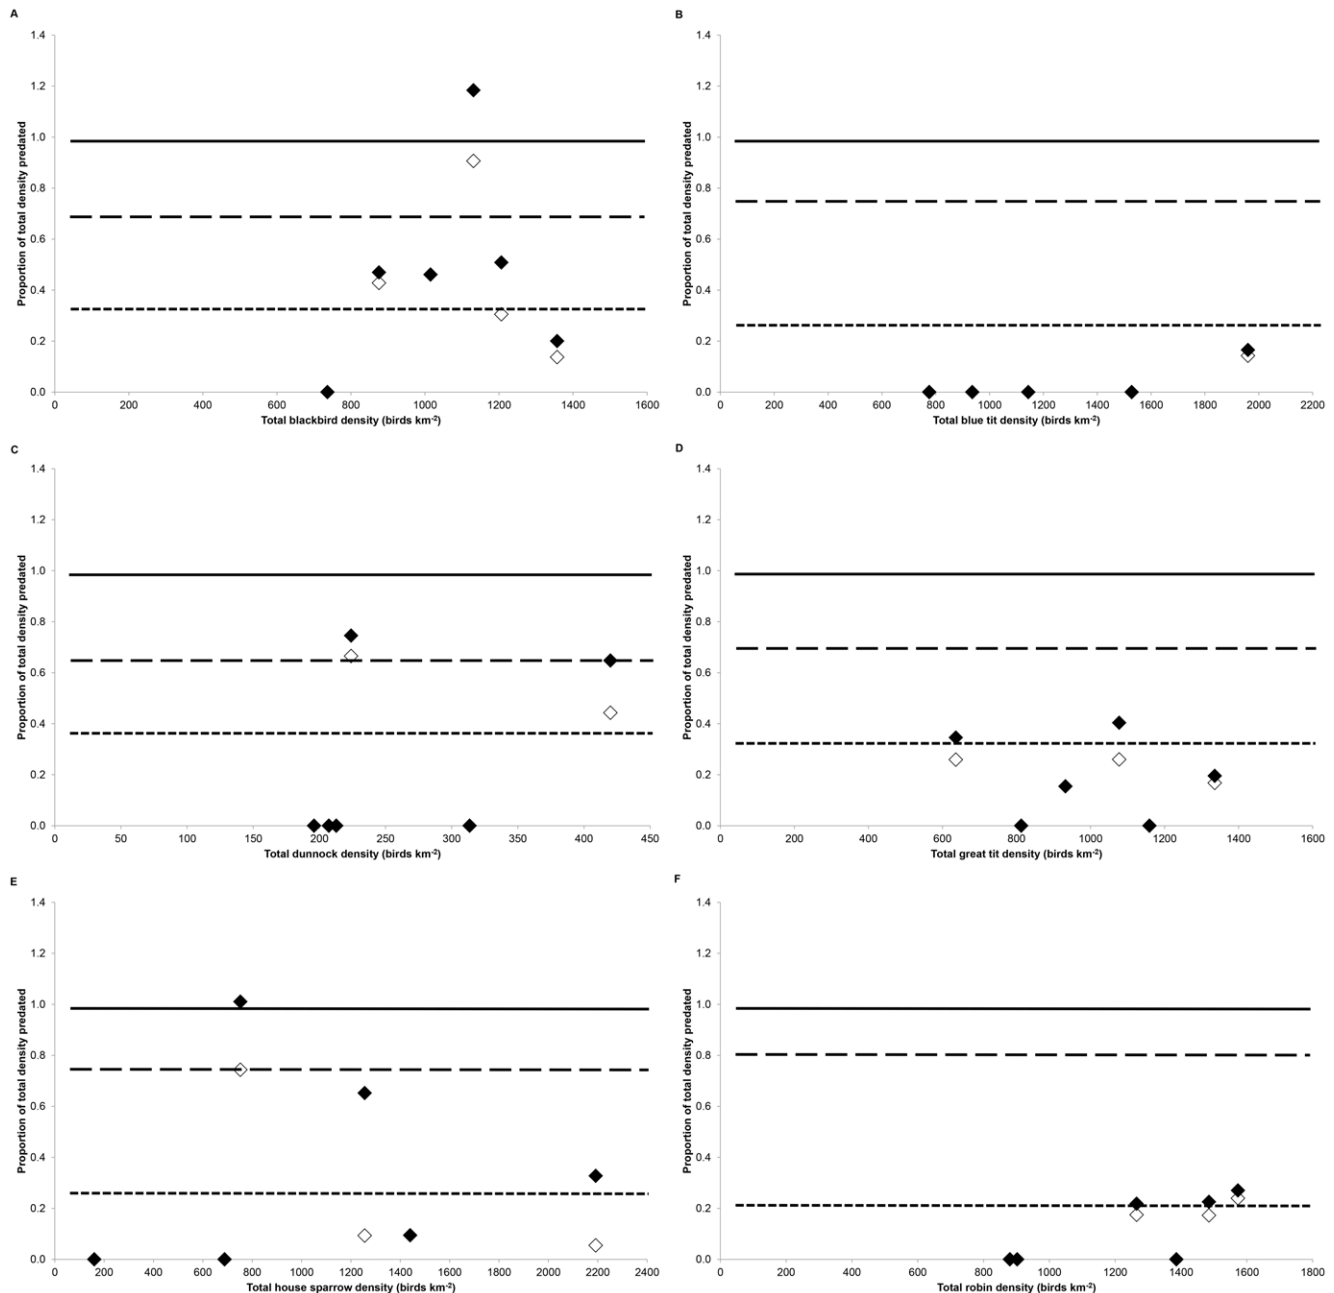 A
Proportion of total density predated
1.4
1.2
1.0
0.8
0.6
0.4
0.2
0.0
0 200 400 600 800 1000 1200 1400 1600
Total blackbird density (birds km-2)
B
Proportion of total density predated
1.4
1.2
1.0
0.8
0.6
0.4
0.2
0.0
0 200 400 600 800 1000 1200 1400 1600 1800 2000 2200
Total blue tit density (birds km-2)
C
Proportion of total density predated
1.4
1.2
1.0
0.8
0.6
0.4
0.2
0.0
0 50 100 150 200 250 300 350 400 450
Total dunnock density (birds km-2)
D
Proportion of total density predated
1.4
1.2
1.0
0.8
0.6
0.4
0.2
0.0
0 200 400 600 800 1000 1200 1400 1600
Total great tit density (birds km-2)
E
Proportion of total density predated
1.4
1.2
1.0
0.8
0.6
0.4
0.2
0.0
0 200 400 600 800 1000 1200 1400 1600 1800 2000 2200 2400
Total house sparrow density (birds km-2)
F
Proportion of total density predated
1.4
1.2
1.0
0.8
0.6
0.4
0.2
0.0
0 200 400 600 800 1000 1200 1400 1600 1800
Total robin density (birds km-2)